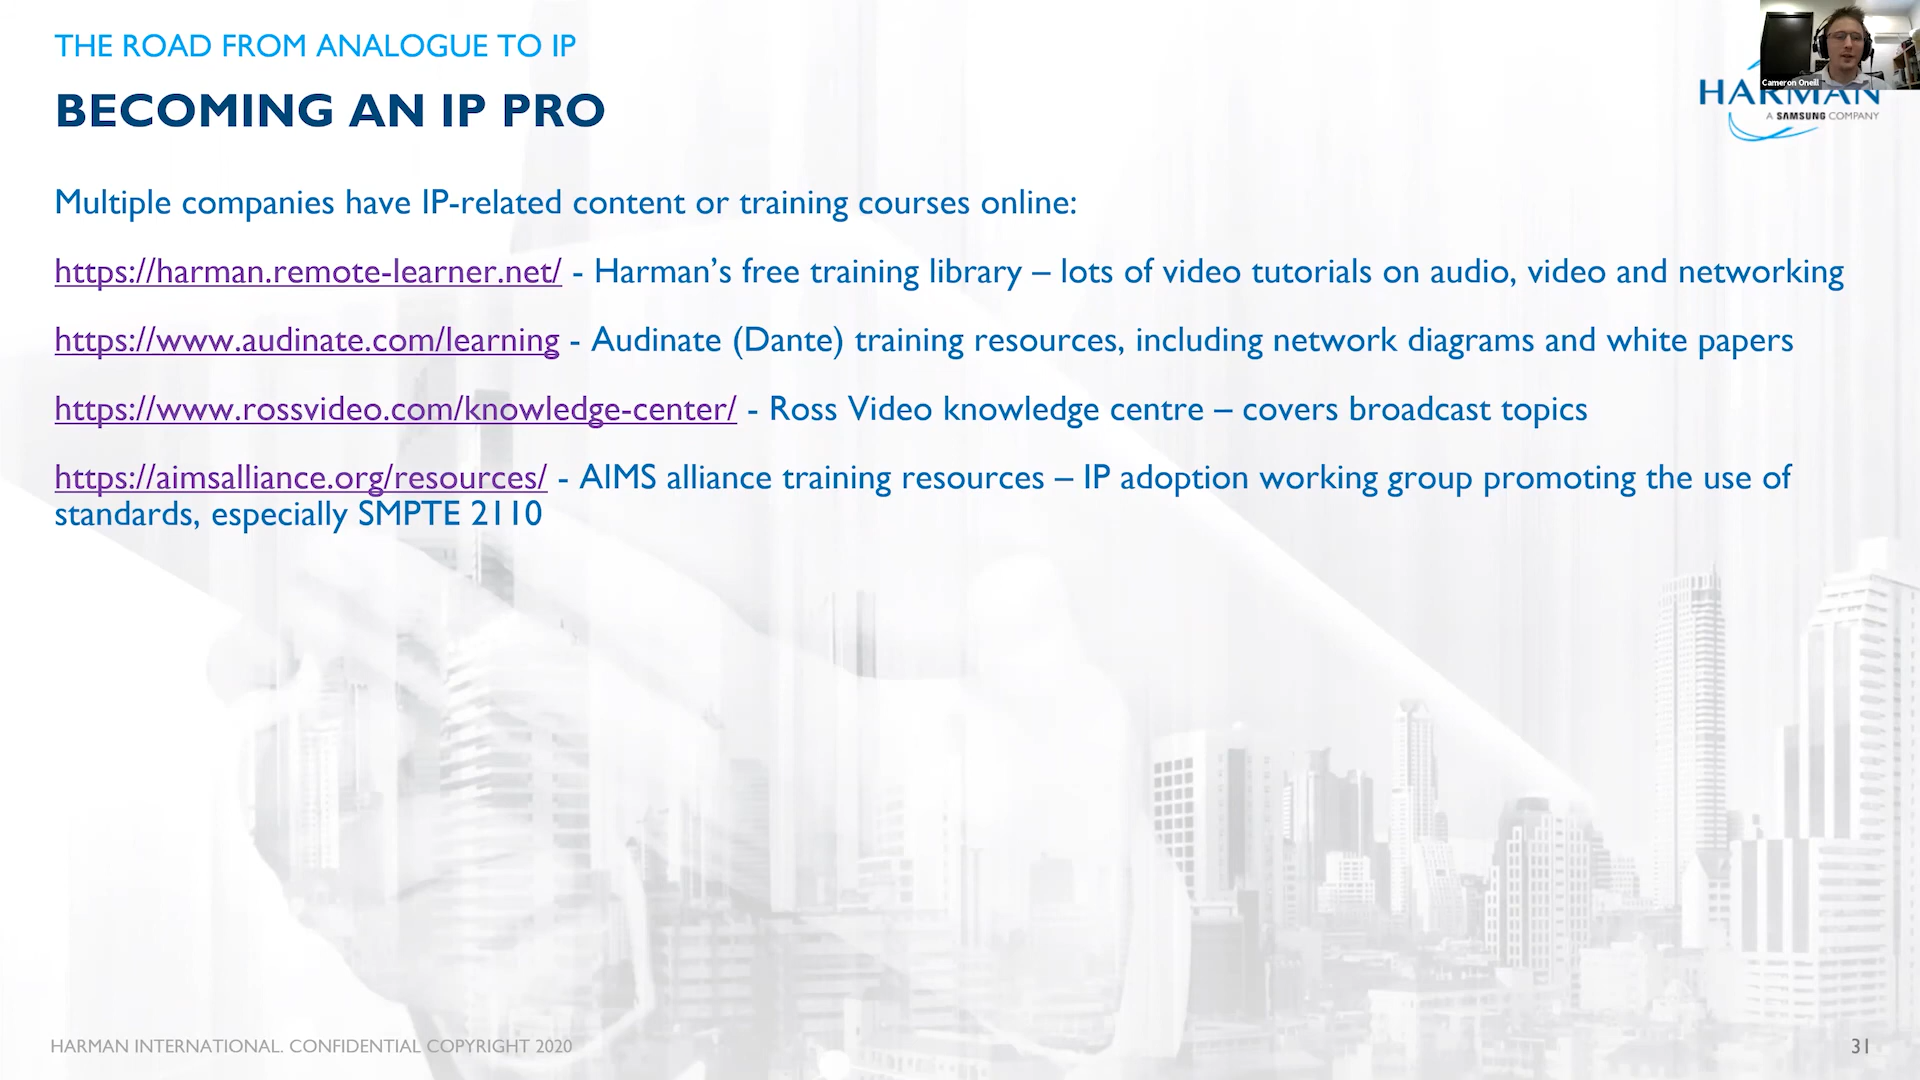 THE ROAD FROM ANALOGUE TO IP
BECOMING AN IP PRO
Cameron Oneill
HARMAN
A SAMSUNG COMPANY
Multiple companies have IP-related content or training courses online:
https://harman.remote-learner.net/ - Harman’s free training library – lots of video tutorials on audio, video and networking
https://www.audinate.com/learning - Audinate (Dante) training resources, including network diagrams and white papers
https://www.rossvideo.com/knowledge-center/ - Ross Video knowledge centre – covers broadcast topics
https://aimsalliance.org/resources/ - AIMS alliance training resources – IP adoption working group promoting the use of
standards, especially SMPTE 2110
HARMAN INTERNATIONAL. CONFIDENTIAL COPYRIGHT 2020
31